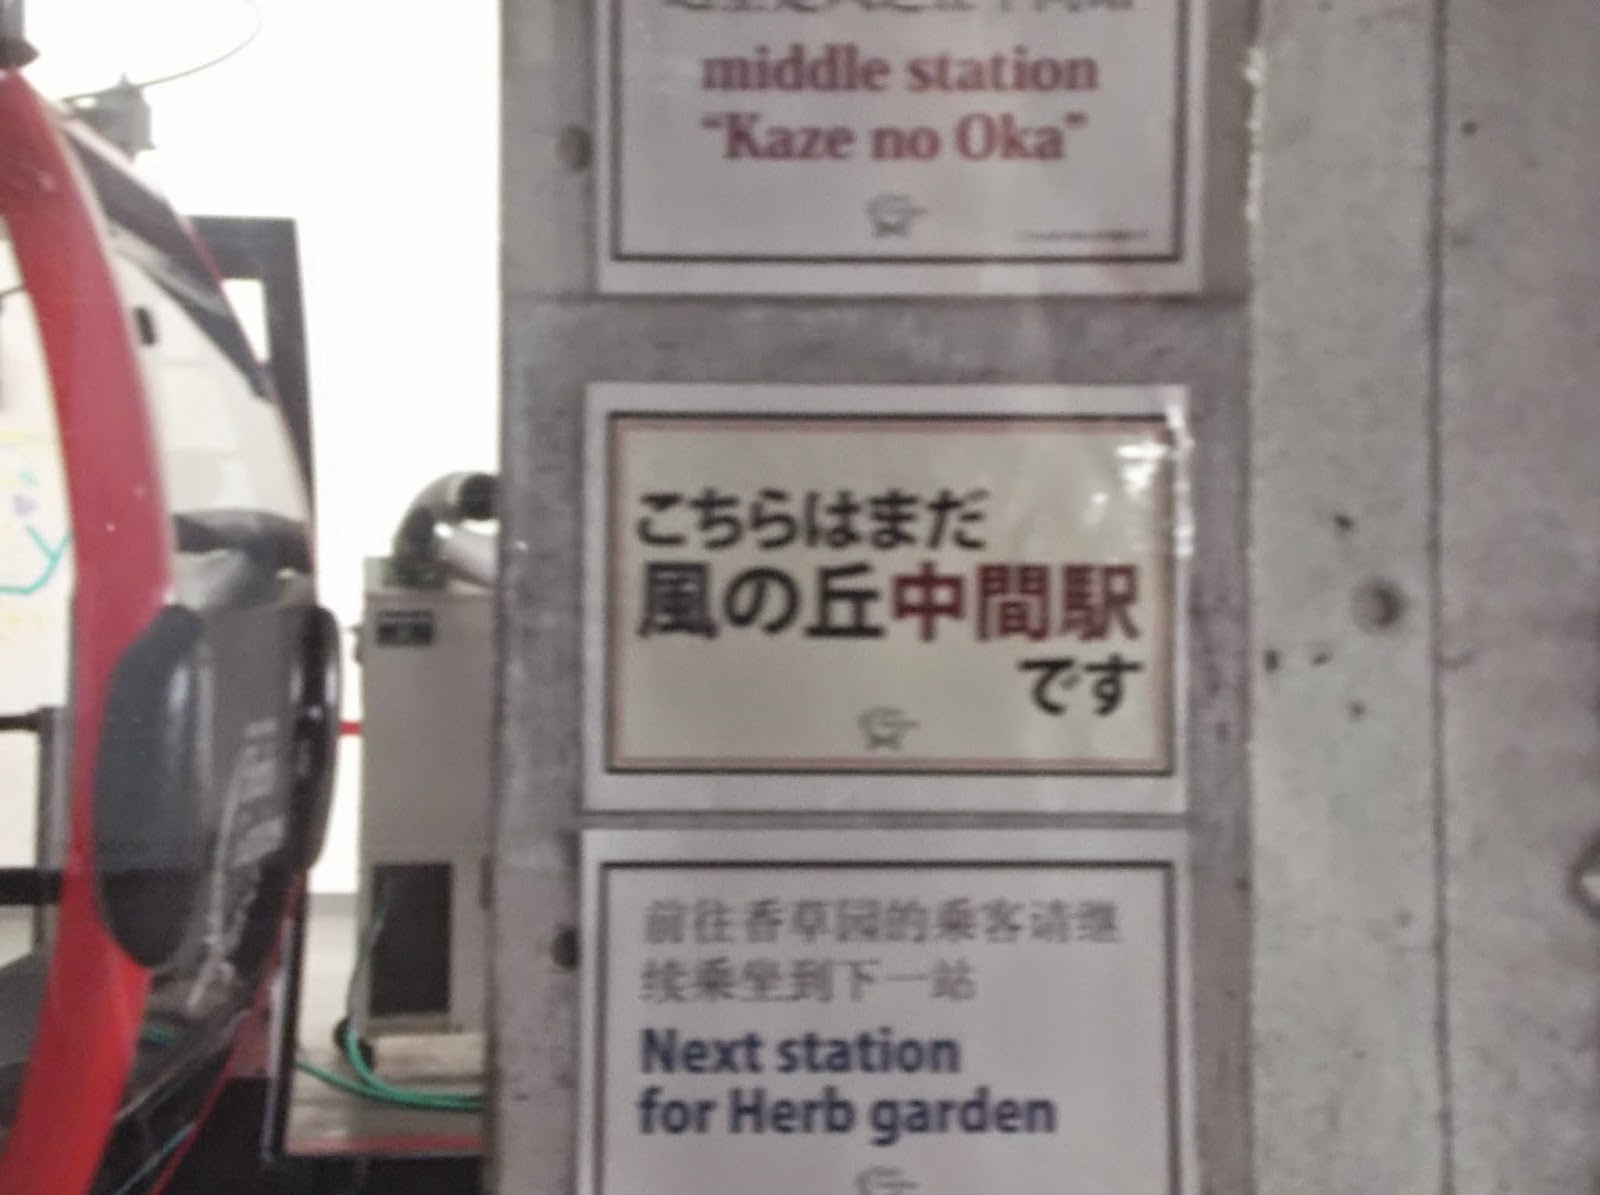 middle station
“Kaze no Oka”
こちらはまだ
風の丘中間駅
です
前往香草园的乘客请继
续乘坐到下一站
Next station
for Herb garden